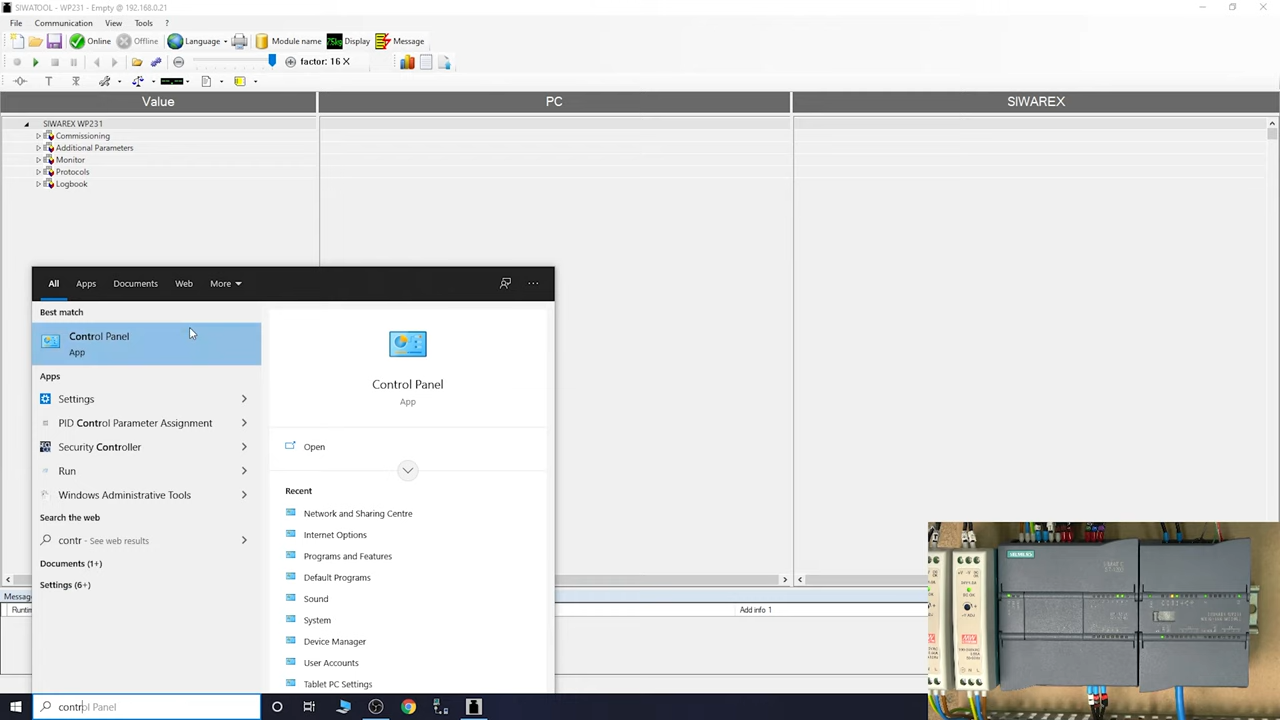 SIWATOOL - WP231 - Empty @ 192.168.0.21
File Communication View Tools ?
Online Offline Language Module name Display Message
factor: 16 X
Value PC SIWAREX
SIWAREX WP231
Commissioning
Additional Parameters
Monitor
Protocols
Logbook
All Apps Documents Web More
Best match
Control Panel
App
Apps
Settings
PID Control Parameter Assignment
Security Controller
Run
Windows Administrative Tools
Search the web
contr - See web results
Documents (1+)
Settings (6+)
Control Panel
App
Open
Recent
Network and Sharing Centre
Internet Options
Programs and Features
Default Programs
Sound
System
Device Manager
User Accounts
Tablet PC Settings
Messag
Runtim
Add info 1
SIEMENS
control Panel